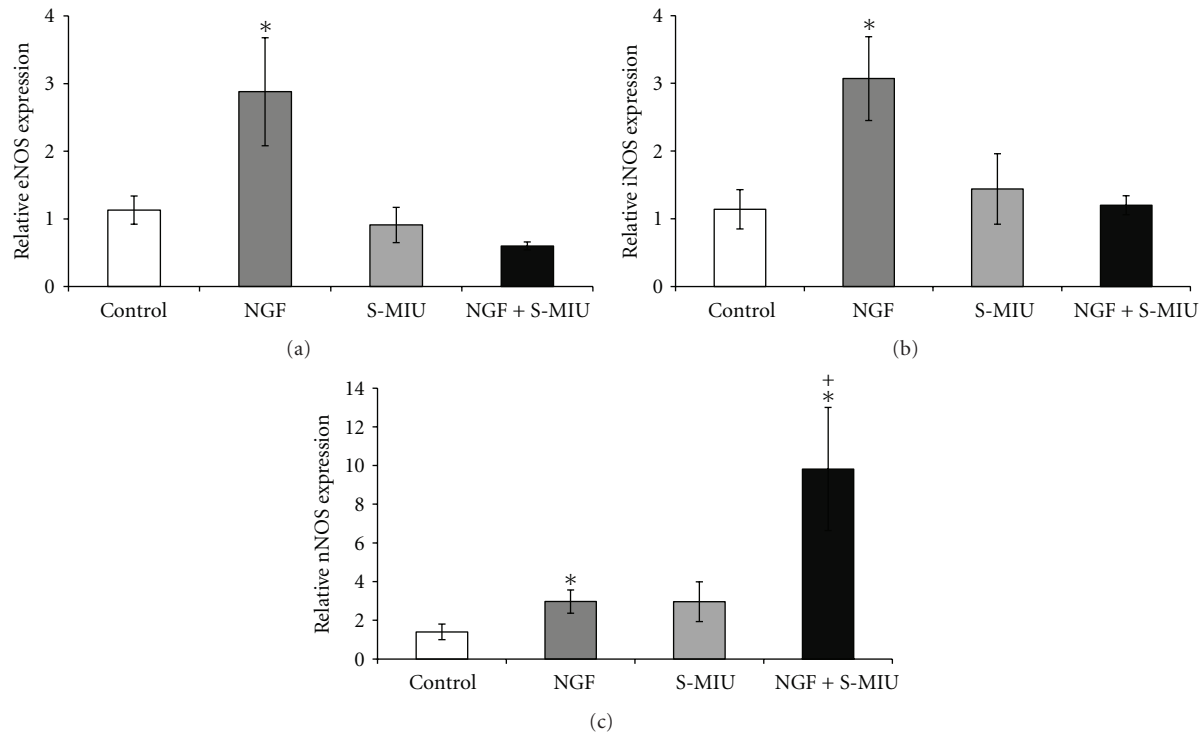 Relative eNOS expression
4
3
2
1
0
*
Control
NGF
S-MIU
NGF + S-MIU
(a)
Relative iNOS expression
4
3
2
1
0
*
Control
NGF
S-MIU
NGF + S-MIU
(b)
Relative nNOS expression
14
12
10
8
6
4
2
0
*
+
*
Control
NGF
S-MIU
NGF + S-MIU
(c)